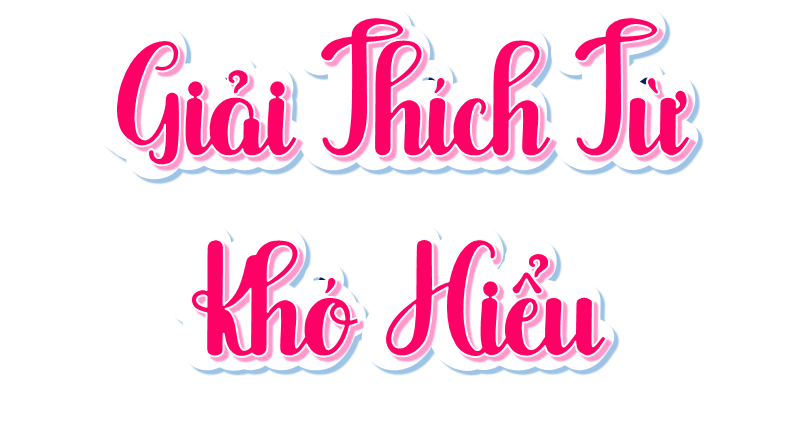 Giải Thích Từ
Khó Hiểu